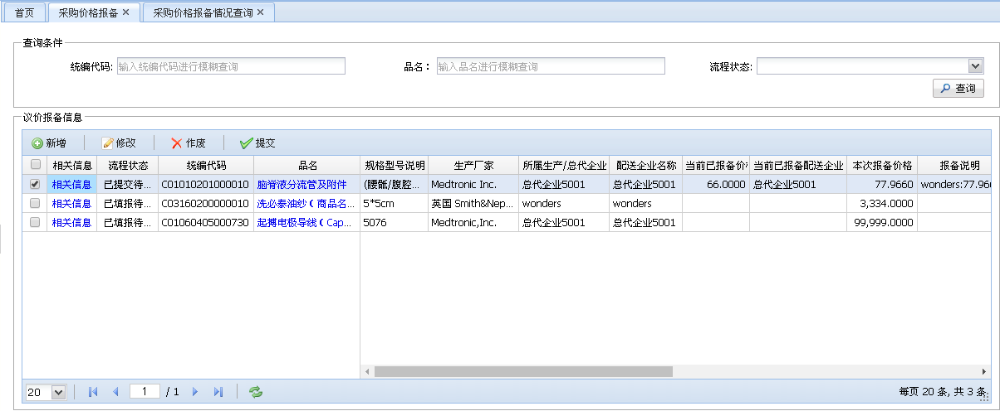 首页 采购价格报备 采购价格报备情况查询
查询条件
统编代码: 输入统编代码进行模糊查询 品名： 输入品名进行模糊查询 流程状态:
查询
议价报备信息
新增 修改 作废 提交
相关信息 流程状态 统编代码 品名 规格型号说明 生产厂家 所属生产/总代企业 配送企业名称 当前已报备价 当前已报备配送企业 本次报备价格 报备说明
相关信息 已提交待... C01010201000010 脑脊液分流管及附件 (腰骶/腹腔... Medtronic Inc. 总代企业5001 总代企业5001 66.0000 总代企业5001 77.9660 wonders:77.966
相关信息 已填报待... C03160200000010 洗必泰油纱（商品名... 5*5cm 英国 Smith&Nep... wonders wonders 3,334.0000
相关信息 已填报待... C01060405000730 起搏电极导线（Cap... 5076 Medtronic,Inc. 总代企业5001 总代企业5001 99,999.0000
20 1 / 1 每页 20 条, 共 3 条